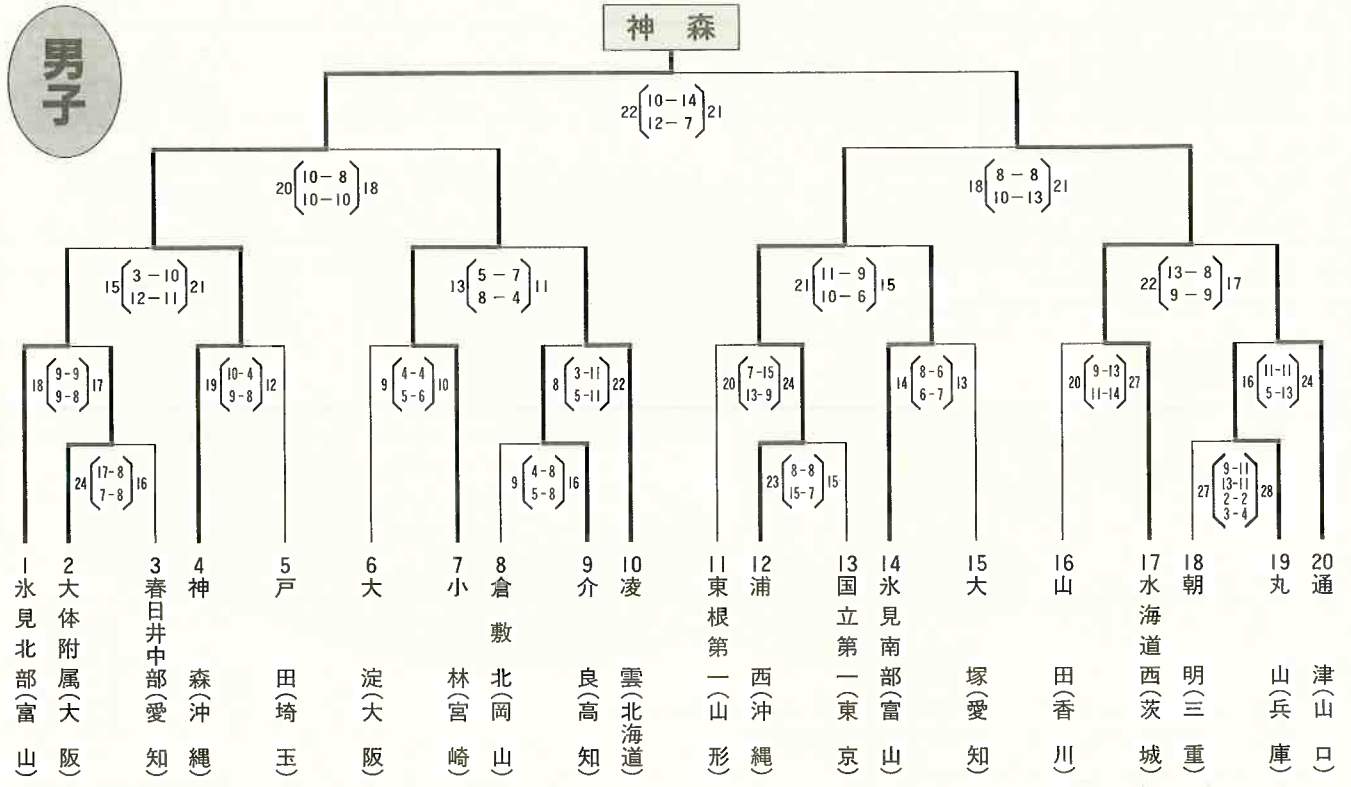 男子
神森
22 10-14 12-7 21
20 10-8 10-10 18
18 8-8 10-13 21
15 3-10 12-11 21
13 5-7 8-4 11
21 11-9 10-6 15
22 13-8 9-9 17
18 9-9 9-8 17
19 10-4 9-8 12
9 4-4 5-6 10
8 3-11 5-11 22
20 7-15 13-9 24
14 8-6 6-7 13
20 9-13 11-14 27
16 11-11 5-13 24
24 17-8 7-8 16
9 4-8 5-8 16
23 8-8 15-7 15
27 9-11 13-11 2-2 3-4 28
1 氷見北部(富山)
2 大体附属(大阪)
3 春日井中部(愛知)
4 神森(沖縄)
5 戸田(埼玉)
6 大淀(大阪)
7 小林(宮崎)
8 倉敷北(岡山)
9 介良(高知)
10 凌雲(北海道)
11 東根第一(山形)
12 浦西(沖縄)
13 国立第一(東京)
14 氷見南部(富山)
15 大塚(愛知)
16 山田(香川)
17 水海道西(茨城)
18 朝明(三重)
19 丸山(兵庫)
20 通津(山口)